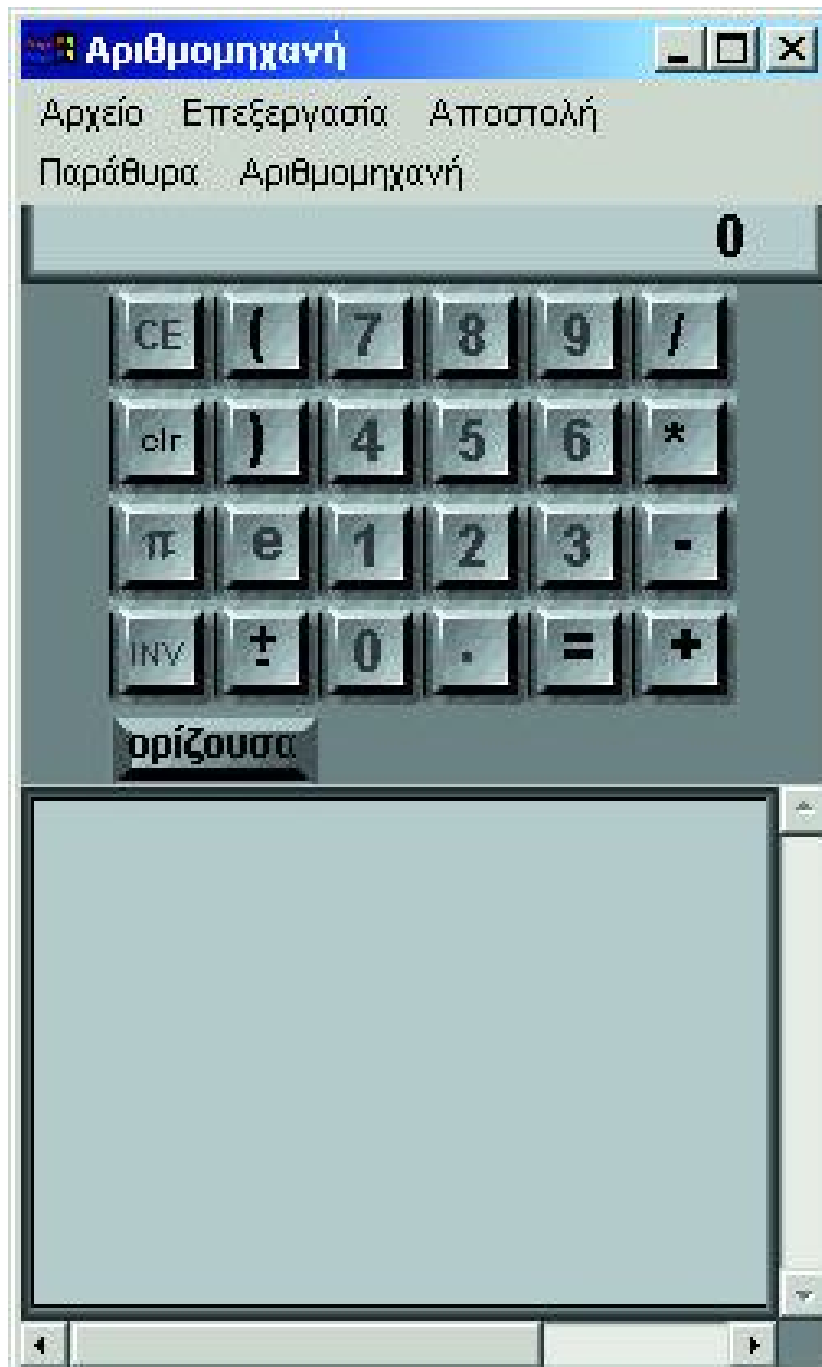 Αριθμομηχανή
Αρχείο Επεξεργασία Αποστολή
Παράθυρα Αριθμομηχανή
0
CE ( 7 8 9 /
clr ) 4 5 6 *
π e 1 2 3 -
INV ± 0 . = +
ορίζουσα